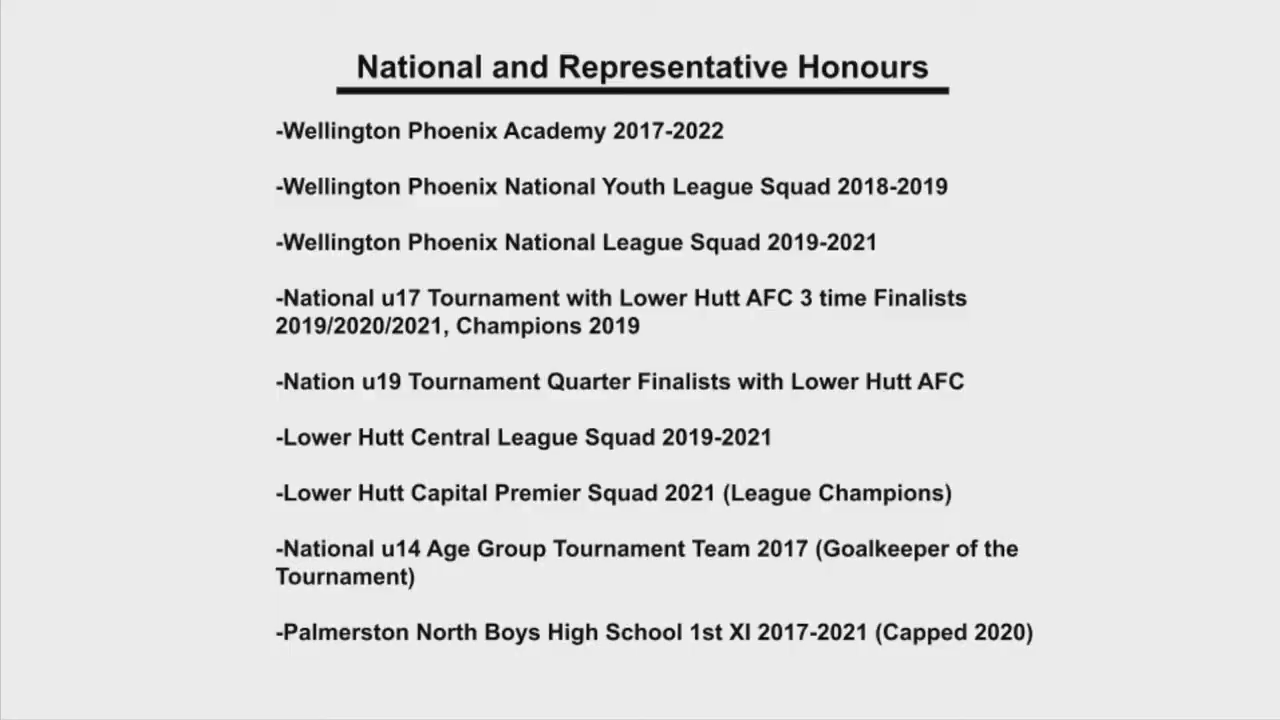 National and Representative Honours
-Wellington Phoenix Academy 2017-2022
-Wellington Phoenix National Youth League Squad 2018-2019
-Wellington Phoenix National League Squad 2019-2021
-National u17 Tournament with Lower Hutt AFC 3 time Finalists
2019/2020/2021, Champions 2019
-Nation u19 Tournament Quarter Finalists with Lower Hutt AFC
-Lower Hutt Central League Squad 2019-2021
-Lower Hutt Capital Premier Squad 2021 (League Champions)
-National u14 Age Group Tournament Team 2017 (Goalkeeper of the
Tournament)
-Palmerston North Boys High School 1st XI 2017-2021 (Capped 2020)